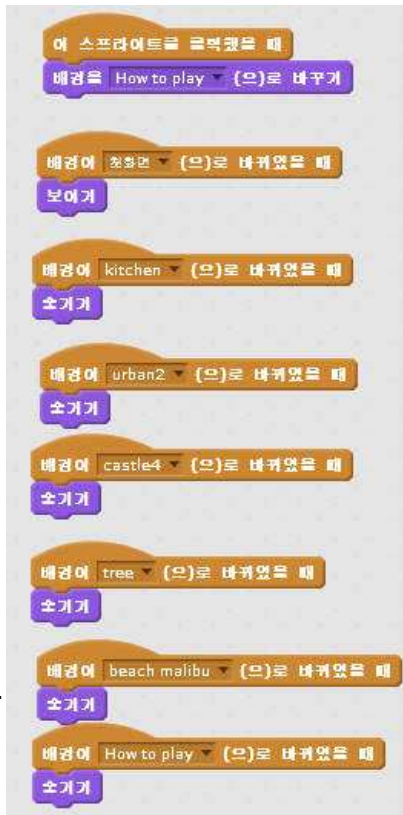 이 스프라이트를 클릭했을 때
배경을 How to play (으)로 바꾸기
배경이 첫화면 (으)로 바뀌었을 때
보이기
배경이 kitchen (으)로 바뀌었을 때
숨기기
배경이 urban2 (으)로 바뀌었을 때
숨기기
배경이 castle4 (으)로 바뀌었을 때
숨기기
배경이 tree (으)로 바뀌었을 때
숨기기
배경이 beach malibu (으)로 바뀌었을 때
숨기기
배경이 How to play (으)로 바뀌었을 때
숨기기